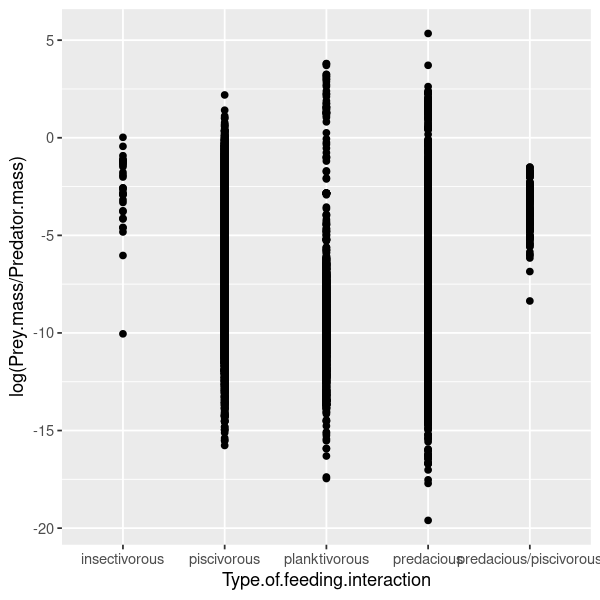 5
0
-5
-10
-15
-20
log(Prey.mass/Predator.mass)
insectivorous piscivorous planktivorous predacious predacious/piscivorous
Type.of.feeding.interaction